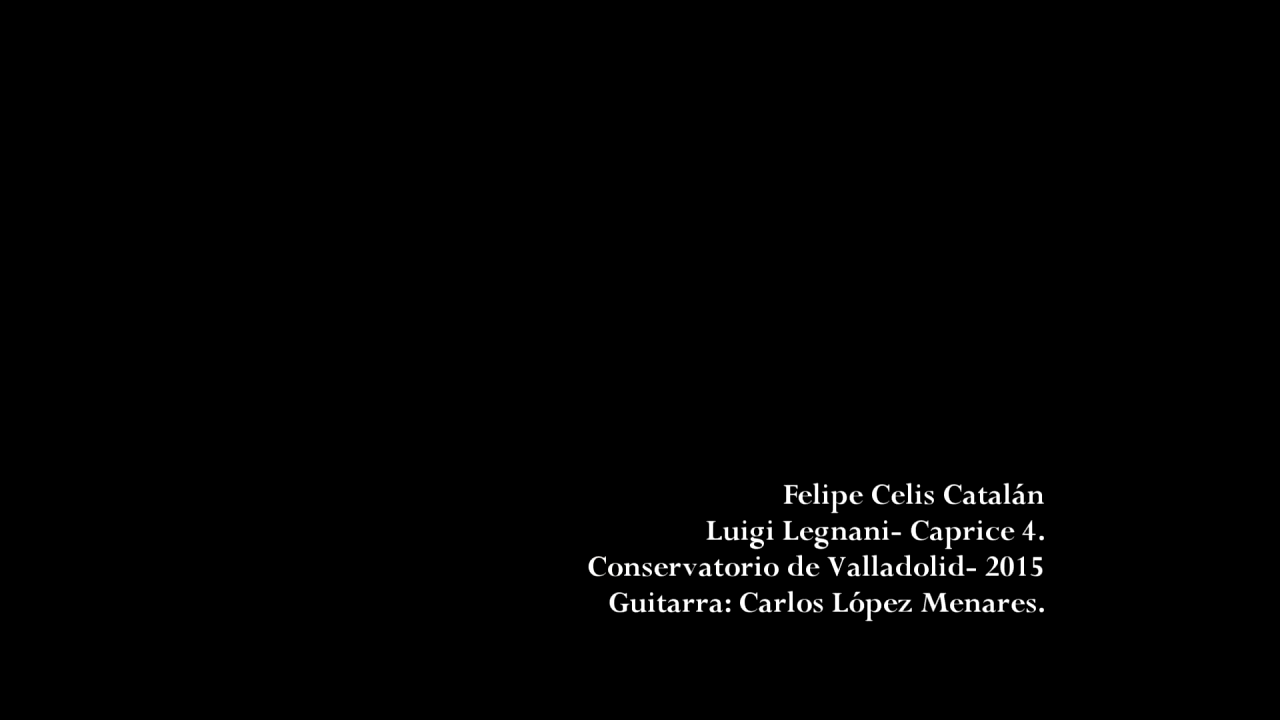 Felipe Celis Catalán
Luigi Legnani- Caprice 4.
Conservatorio de Valladolid- 2015
Guitarra: Carlos López Menares.